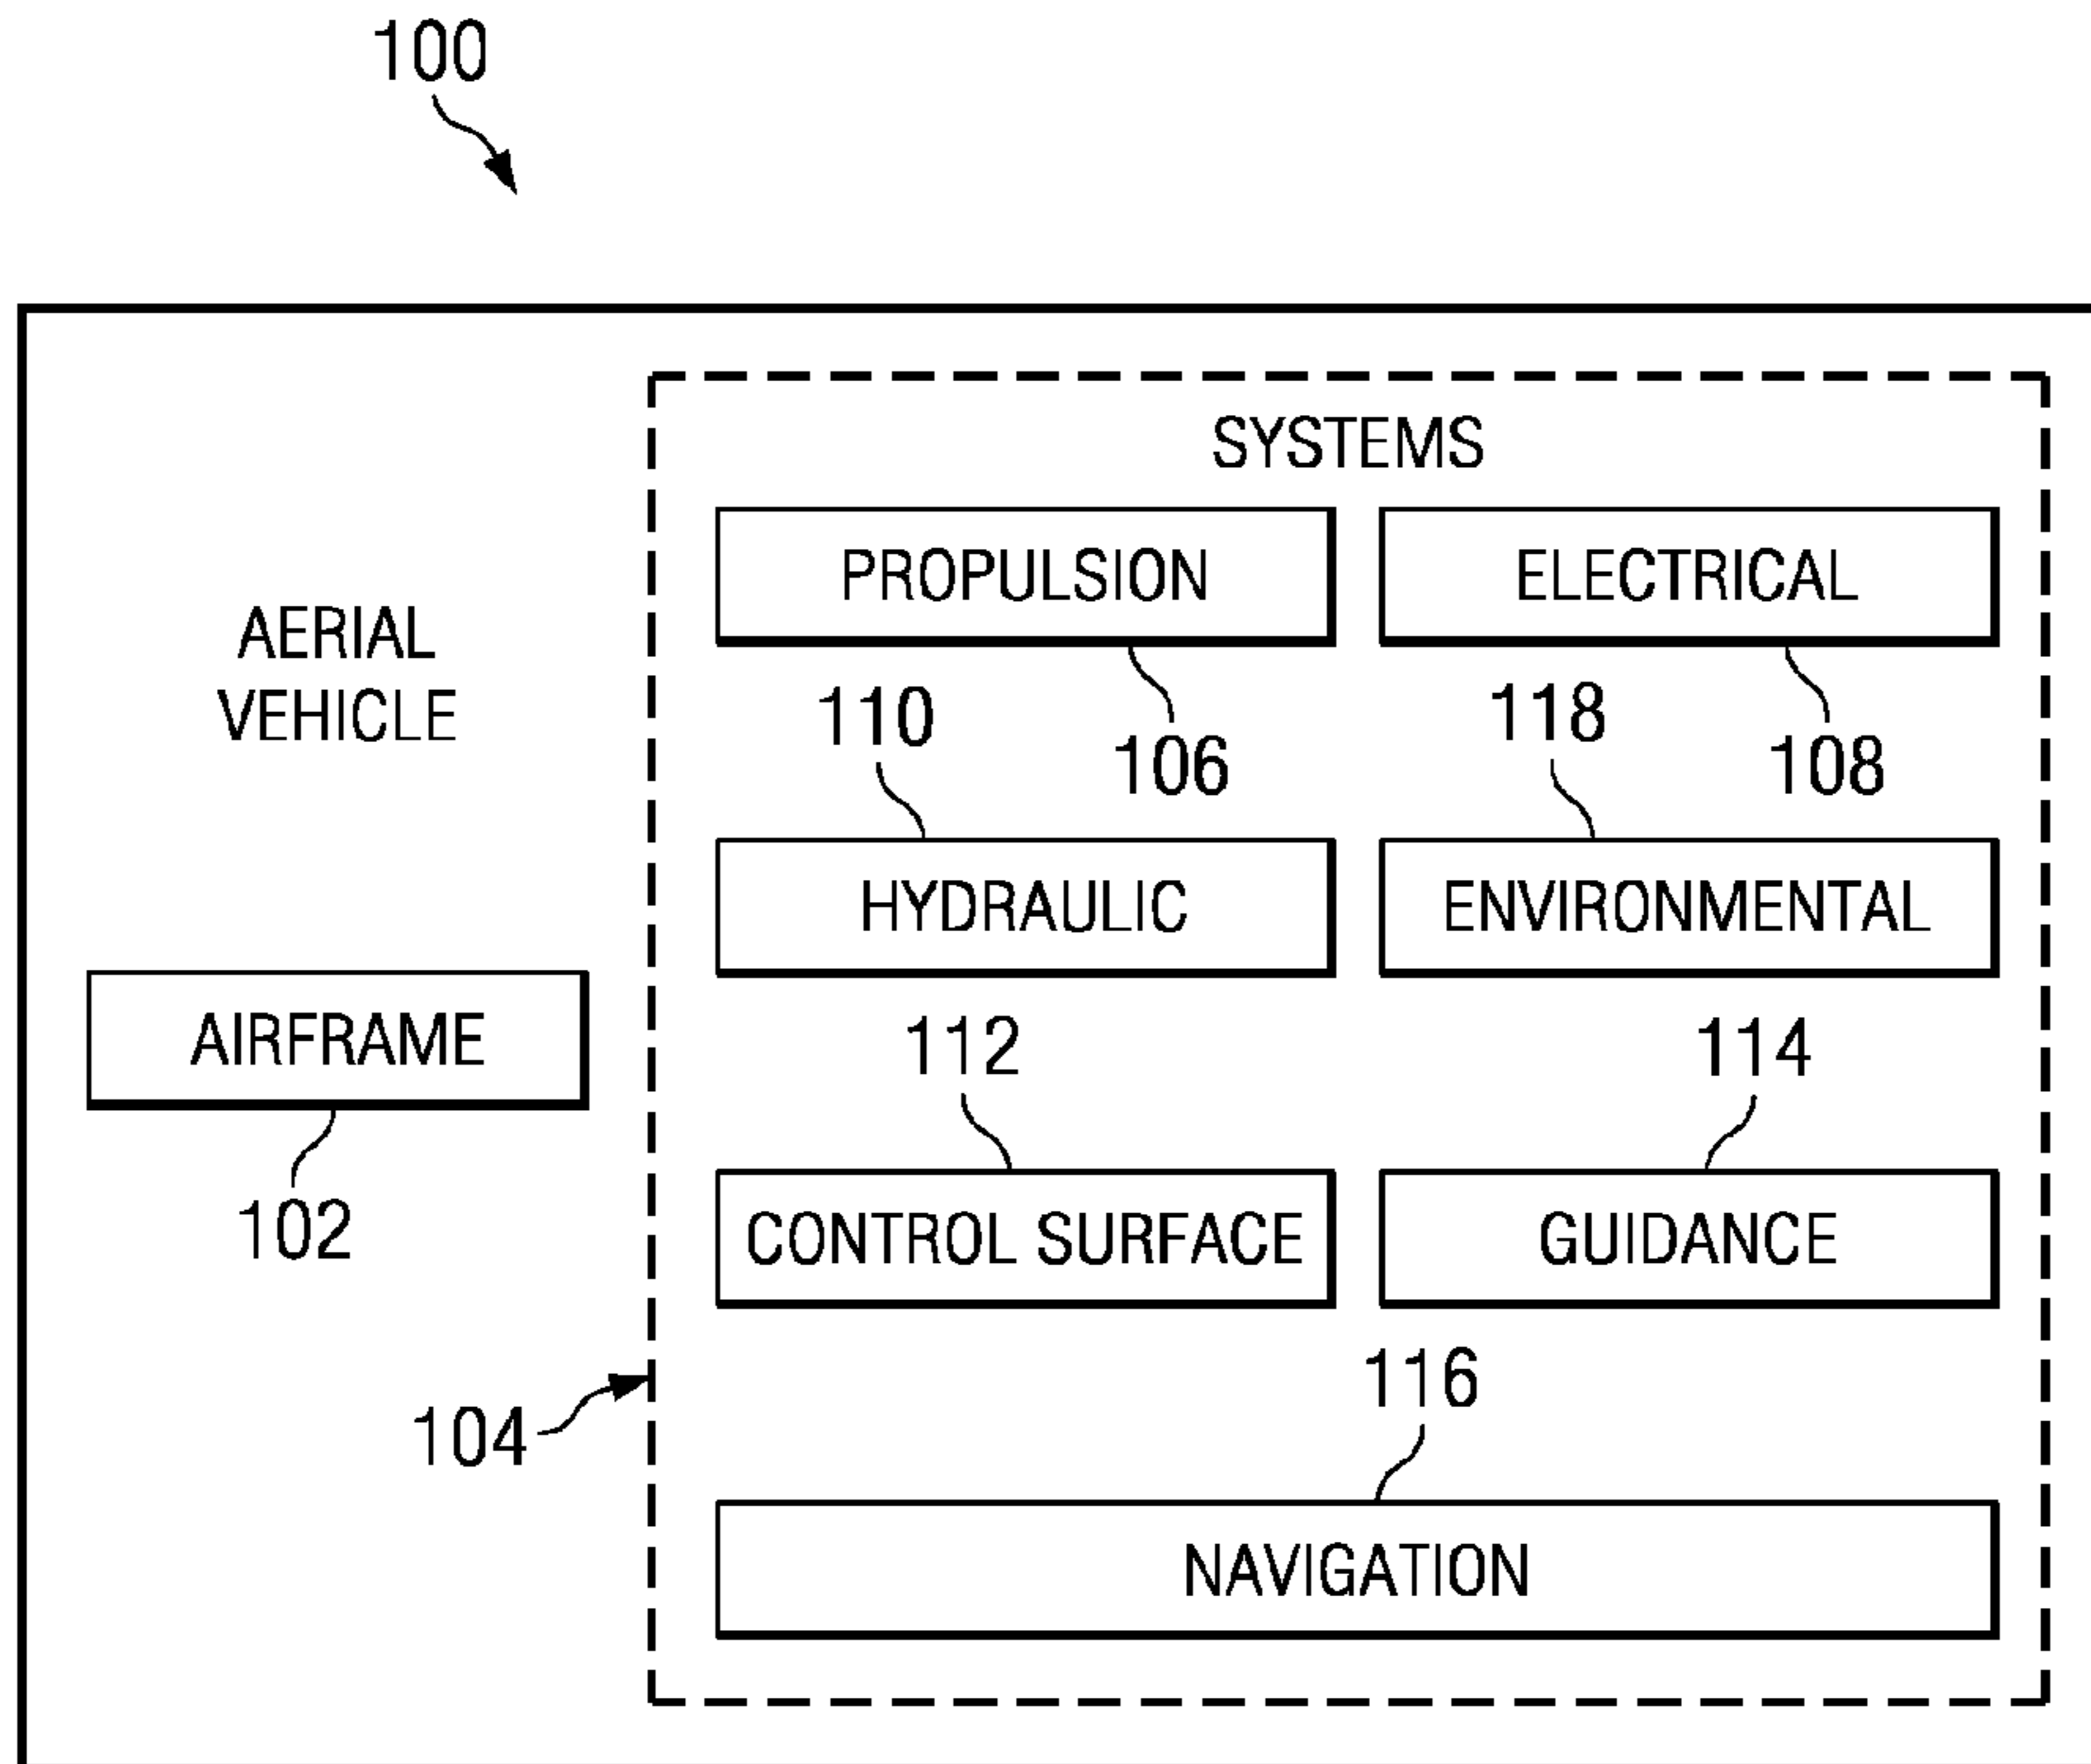 100
SYSTEMS
PROPULSION
ELECTRICAL
AERIAL
VEHICLE
110
106
118
108
HYDRAULIC
ENVIRONMENTAL
AIRFRAME
102
112
114
CONTROL SURFACE
GUIDANCE
104
116
NAVIGATION